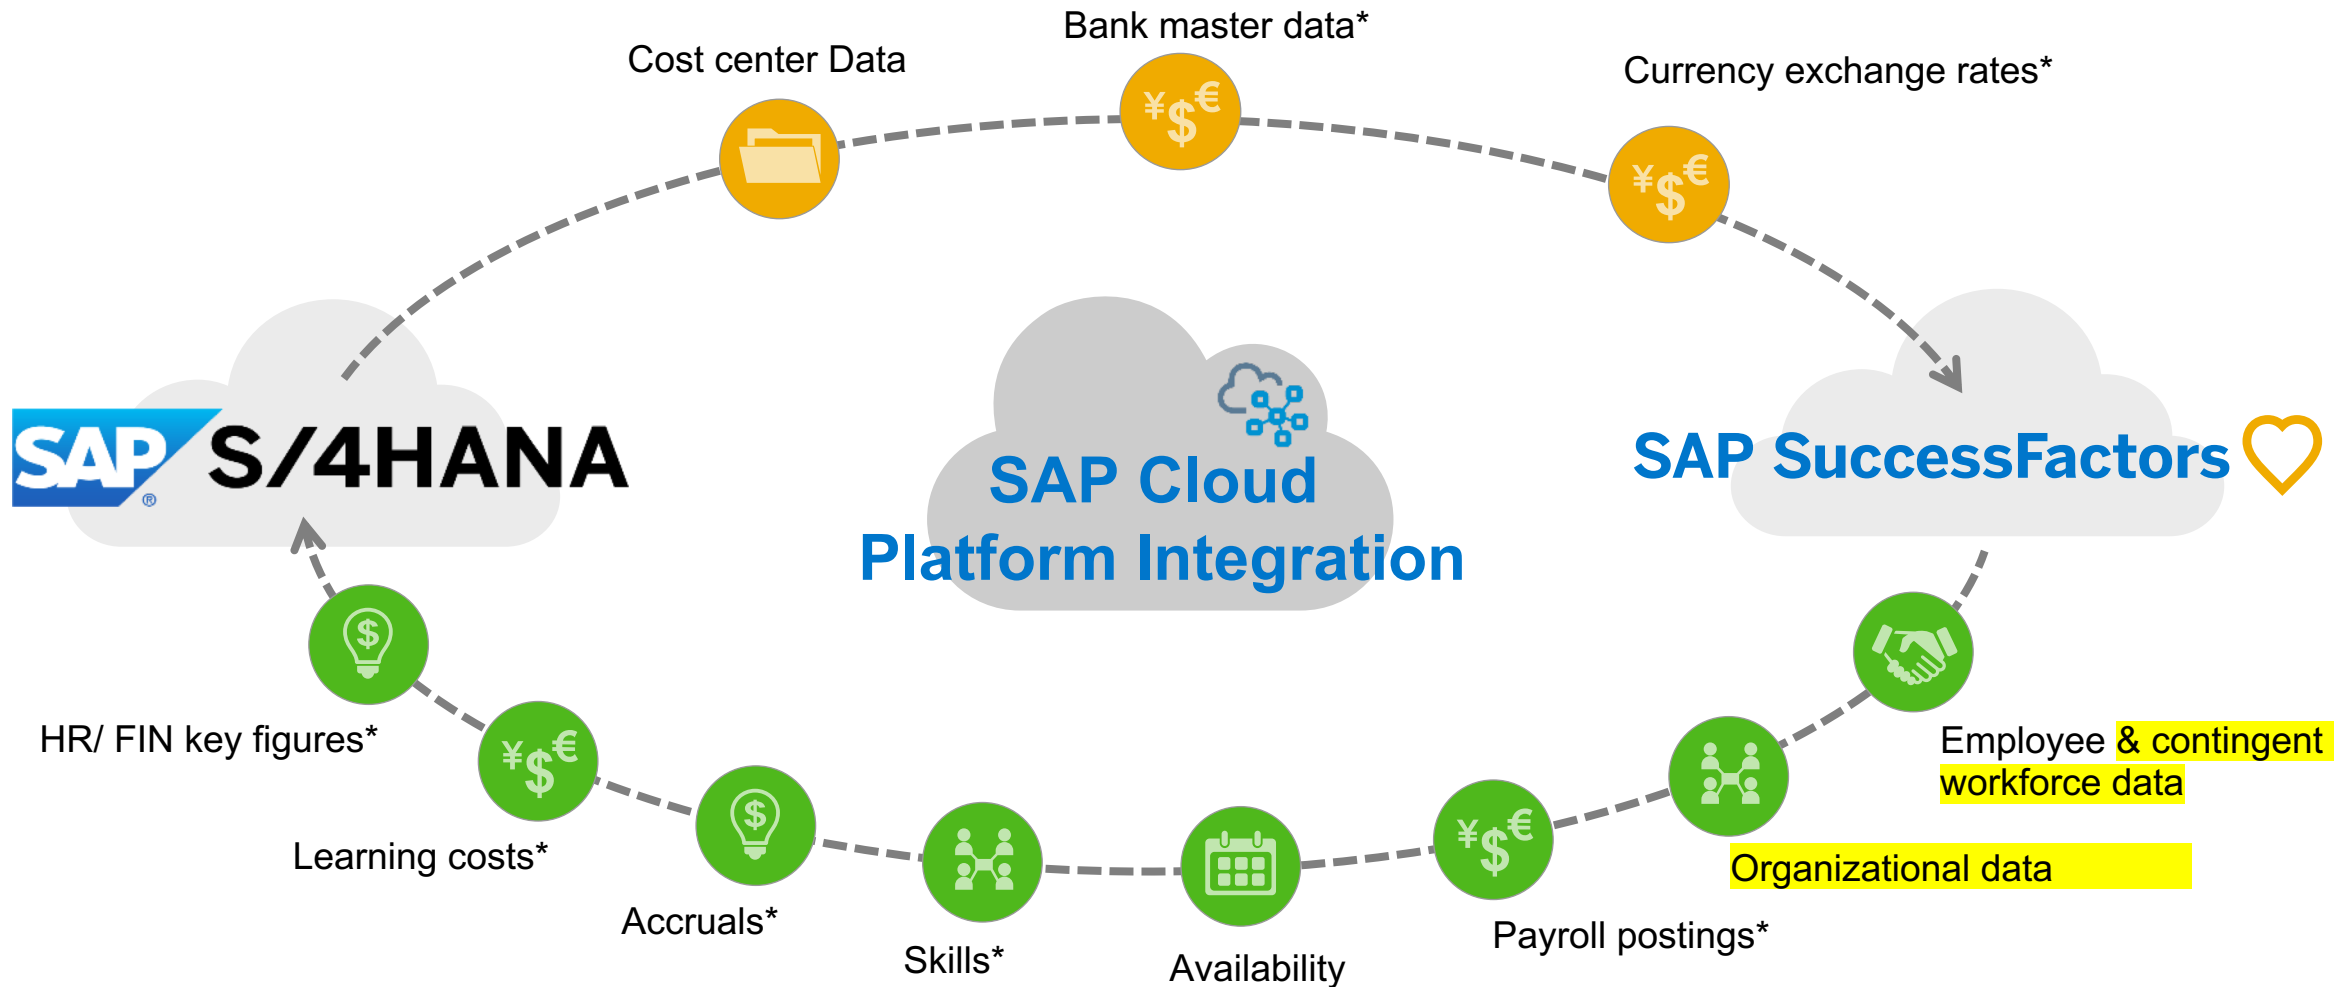 Bank master data*
Cost center Data
Currency exchange rates*
¥$€
¥$€
SAP S/4HANA
®
SAP Cloud
Platform Integration
SAP SuccessFactors
$
HR/ FIN key figures*
¥$€
Learning costs*
$
Accruals*
Skills*
Availability
¥$€
Payroll postings*
Organizational data
Employee & contingent
workforce data